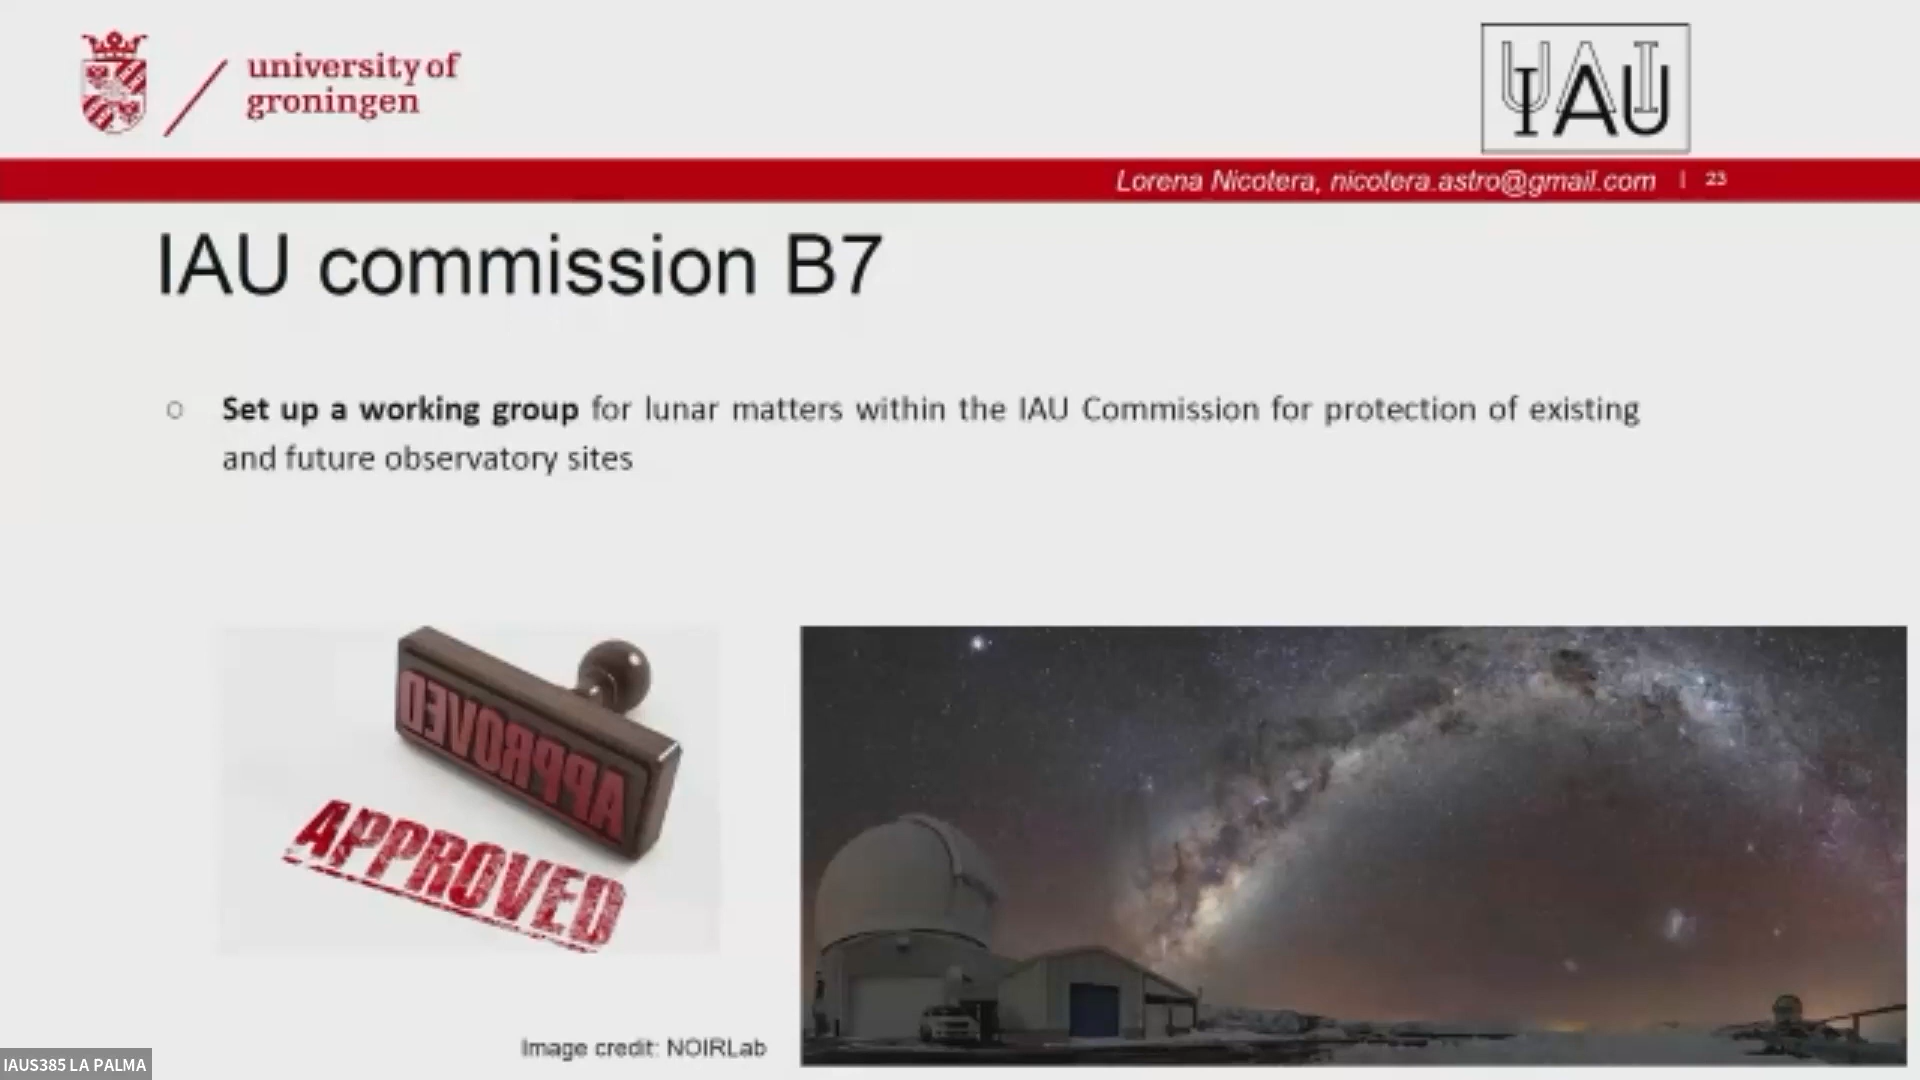 university of
groningen
IAU
Lorena Nicotera, nicotera.astro@gmail.com | 23
IAU commission B7
○ Set up a working group for lunar matters within the IAU Commission for protection of existing
and future observatory sites
APPROVED
APPROVED
Image credit: NOIRLab
IAUS385 LA PALMA